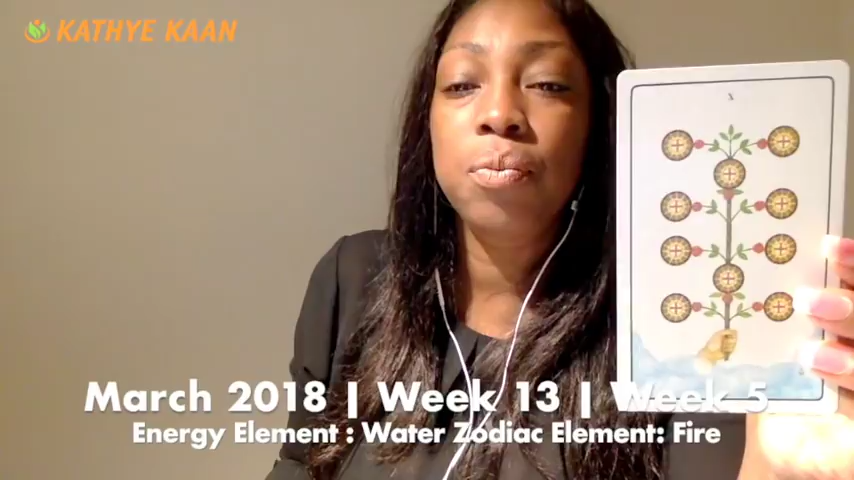 KATHYE KAAN
X
March 2018 | Week 13 | Week 5
Energy Element : Water Zodiac Element: Fire